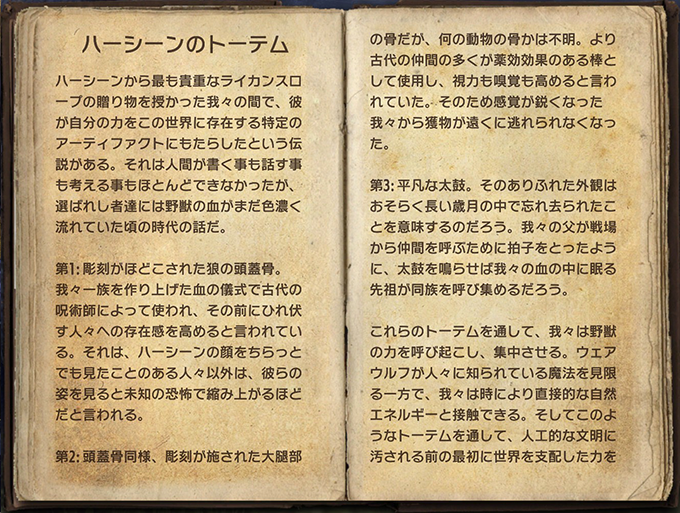 ハーシーンのトーテム
ハーシーンから最も貴重なライカンスロ
ープの贈り物を授かった我々の間で、彼
が自分の力をこの世界に存在する特定の
アーティファクトにもたらしたという伝
説がある。それは人間が書く事も話す事
も考える事もほとんどできなかったが、
選ばれし者達には野獣の血がまだ色濃く
流れていた頃の時代の話だ。
第1: 彫刻がほどこされた狼の頭蓋骨。
我々一族を作り上げた血の儀式で古代の
呪術師によって使われ、その前にひれ伏
す人々への存在感を高めると言われてい
る。それは、ハーシーンの顔をちらっと
でも見たことのある人々以外は、彼らの
姿を見ると未知の恐怖で縮み上がるほど
だと言われる。
第2: 頭蓋骨同様、彫刻が施された大腿部
の骨だが、何の動物の骨かは不明。より
古代の仲間の多くが薬効効果のある棒と
して使用し、視力も嗅覚も高めると言わ
れていた。そのため感覚が鋭くなった
我々から獲物が遠くに逃れられなくなっ
た。
第3: 平凡な太鼓。そのありふれた外観は
おそらく長い歳月の中で忘れ去られたこ
とを意味するのだろう。我々の父が戦場
から仲間を呼ぶために拍子をとったよう
に、太鼓を鳴らせば我々の血の中に眠る
先祖が同族を呼び集めるだろう。
これらのトーテムを通して、我々は野獣
の力を呼び起こし、集中させる。ウェア
ウルフが人々に知られている魔法を見限
る一方で、我々は時により直接的な自然
エネルギーと接触できる。そしてこのよ
うなトーテムを通して、人工的な文明に
汚される前の最初に世界を支配した力を